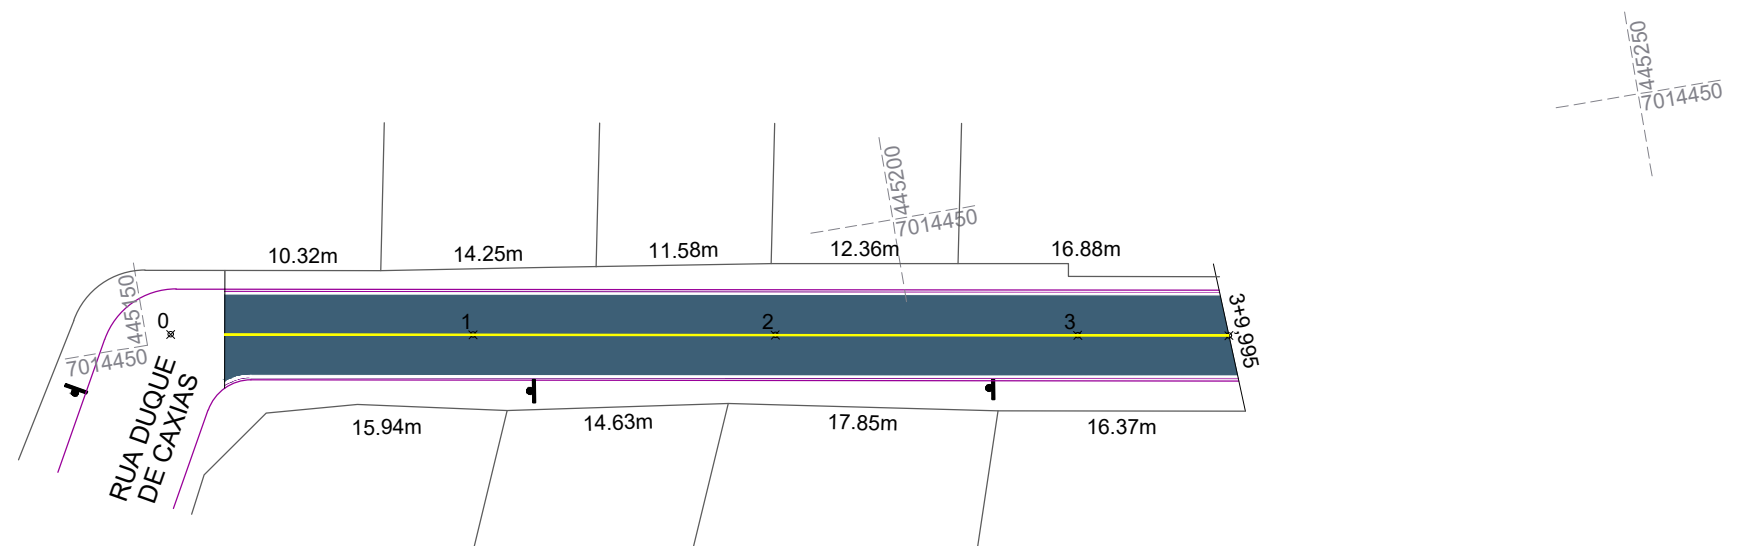 445250
7014450
445200
7014450
10.32m
14.25m
11.58m
12.36m
16.88m
445150
7014450
0
1
2
3
3+9,995
RUA DUQUE
DE CAXIAS
15.94m
14.63m
17.85m
16.37m